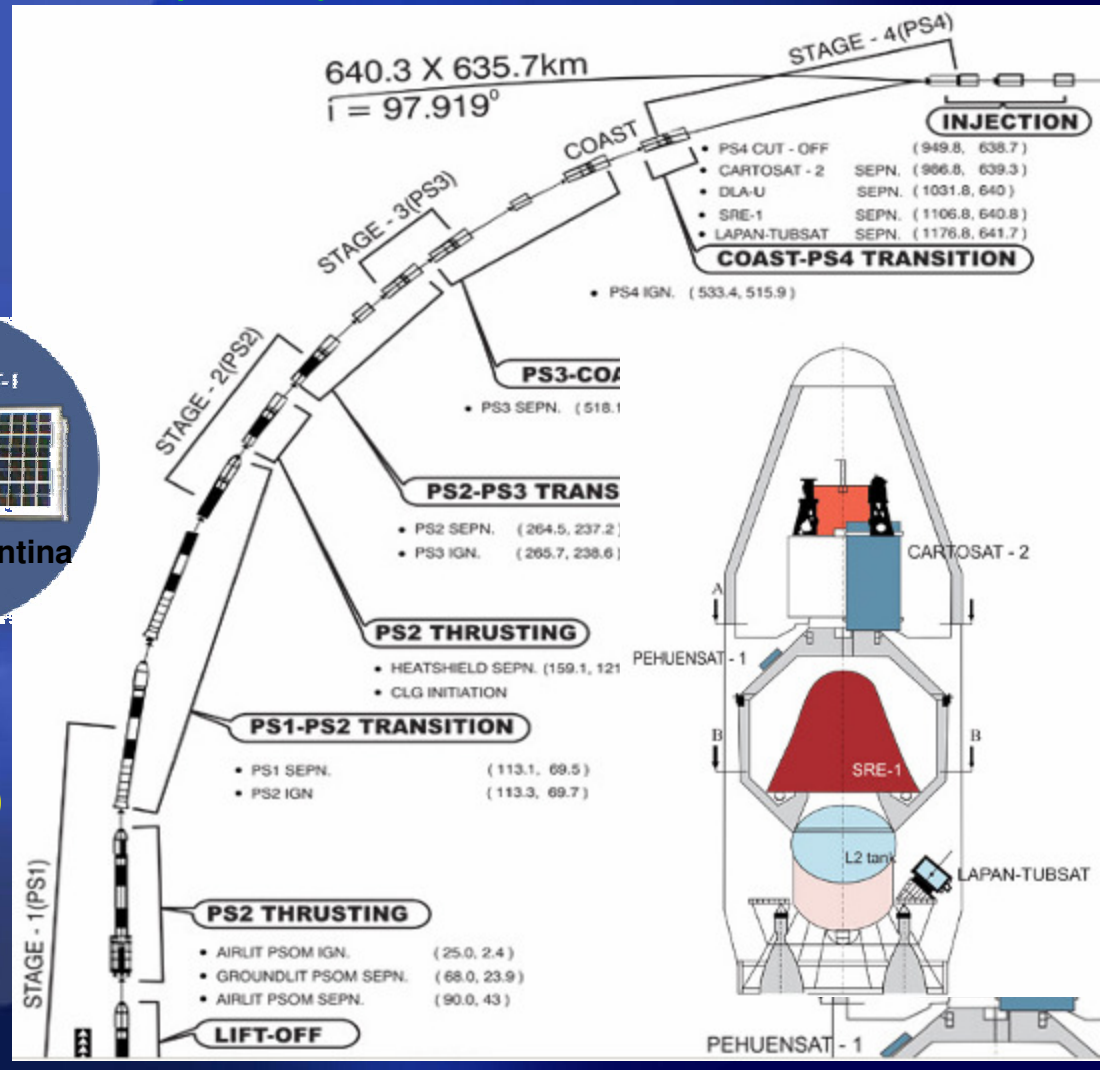 640.3 X 635.7km
i = 97.919°
STAGE - 4(PS4)
INJECTION
• PS4 CUT - OFF (949.8, 638.7)
• CARTOSAT - 2 SEPN. (986.8, 639.3)
• DLA-U SEPN. (1031.8, 640)
• SRE-1 SEPN. (1106.8, 640.8)
• LAPAN-TUBSAT SEPN. (1176.8, 641.7)
COAST
COAST-PS4 TRANSITION
• PS4 IGN. (533.4, 515.9)
STAGE - 3(PS3)
PS3-COA
• PS3 SEPN. (518.1
STAGE - 2(PS2)
PS2-PS3 TRANS
• PS2 SEPN. (264.5, 237.2)
• PS3 IGN. (265.7, 238.6)
ntina
PS2 THRUSTING
• HEATSHIELD SEPN. (159.1, 121
• CLG INITIATION
PS1-PS2 TRANSITION
• PS1 SEPN. (113.1, 69.5)
• PS2 IGN (113.3, 69.7)
STAGE - 1(PS1)
PS2 THRUSTING
• AIRLIT PSOM IGN. (25.0, 2.4)
• GROUNDLIT PSOM SEPN. (68.0, 23.9)
• AIRLIT PSOM SEPN. (90.0, 43)
LIFT-OFF
CARTOSAT - 2
A
PEHUENSAT - 1
B B
SRE-1
L2 tank
LAPAN-TUBSAT
PEHUENSAT - 1